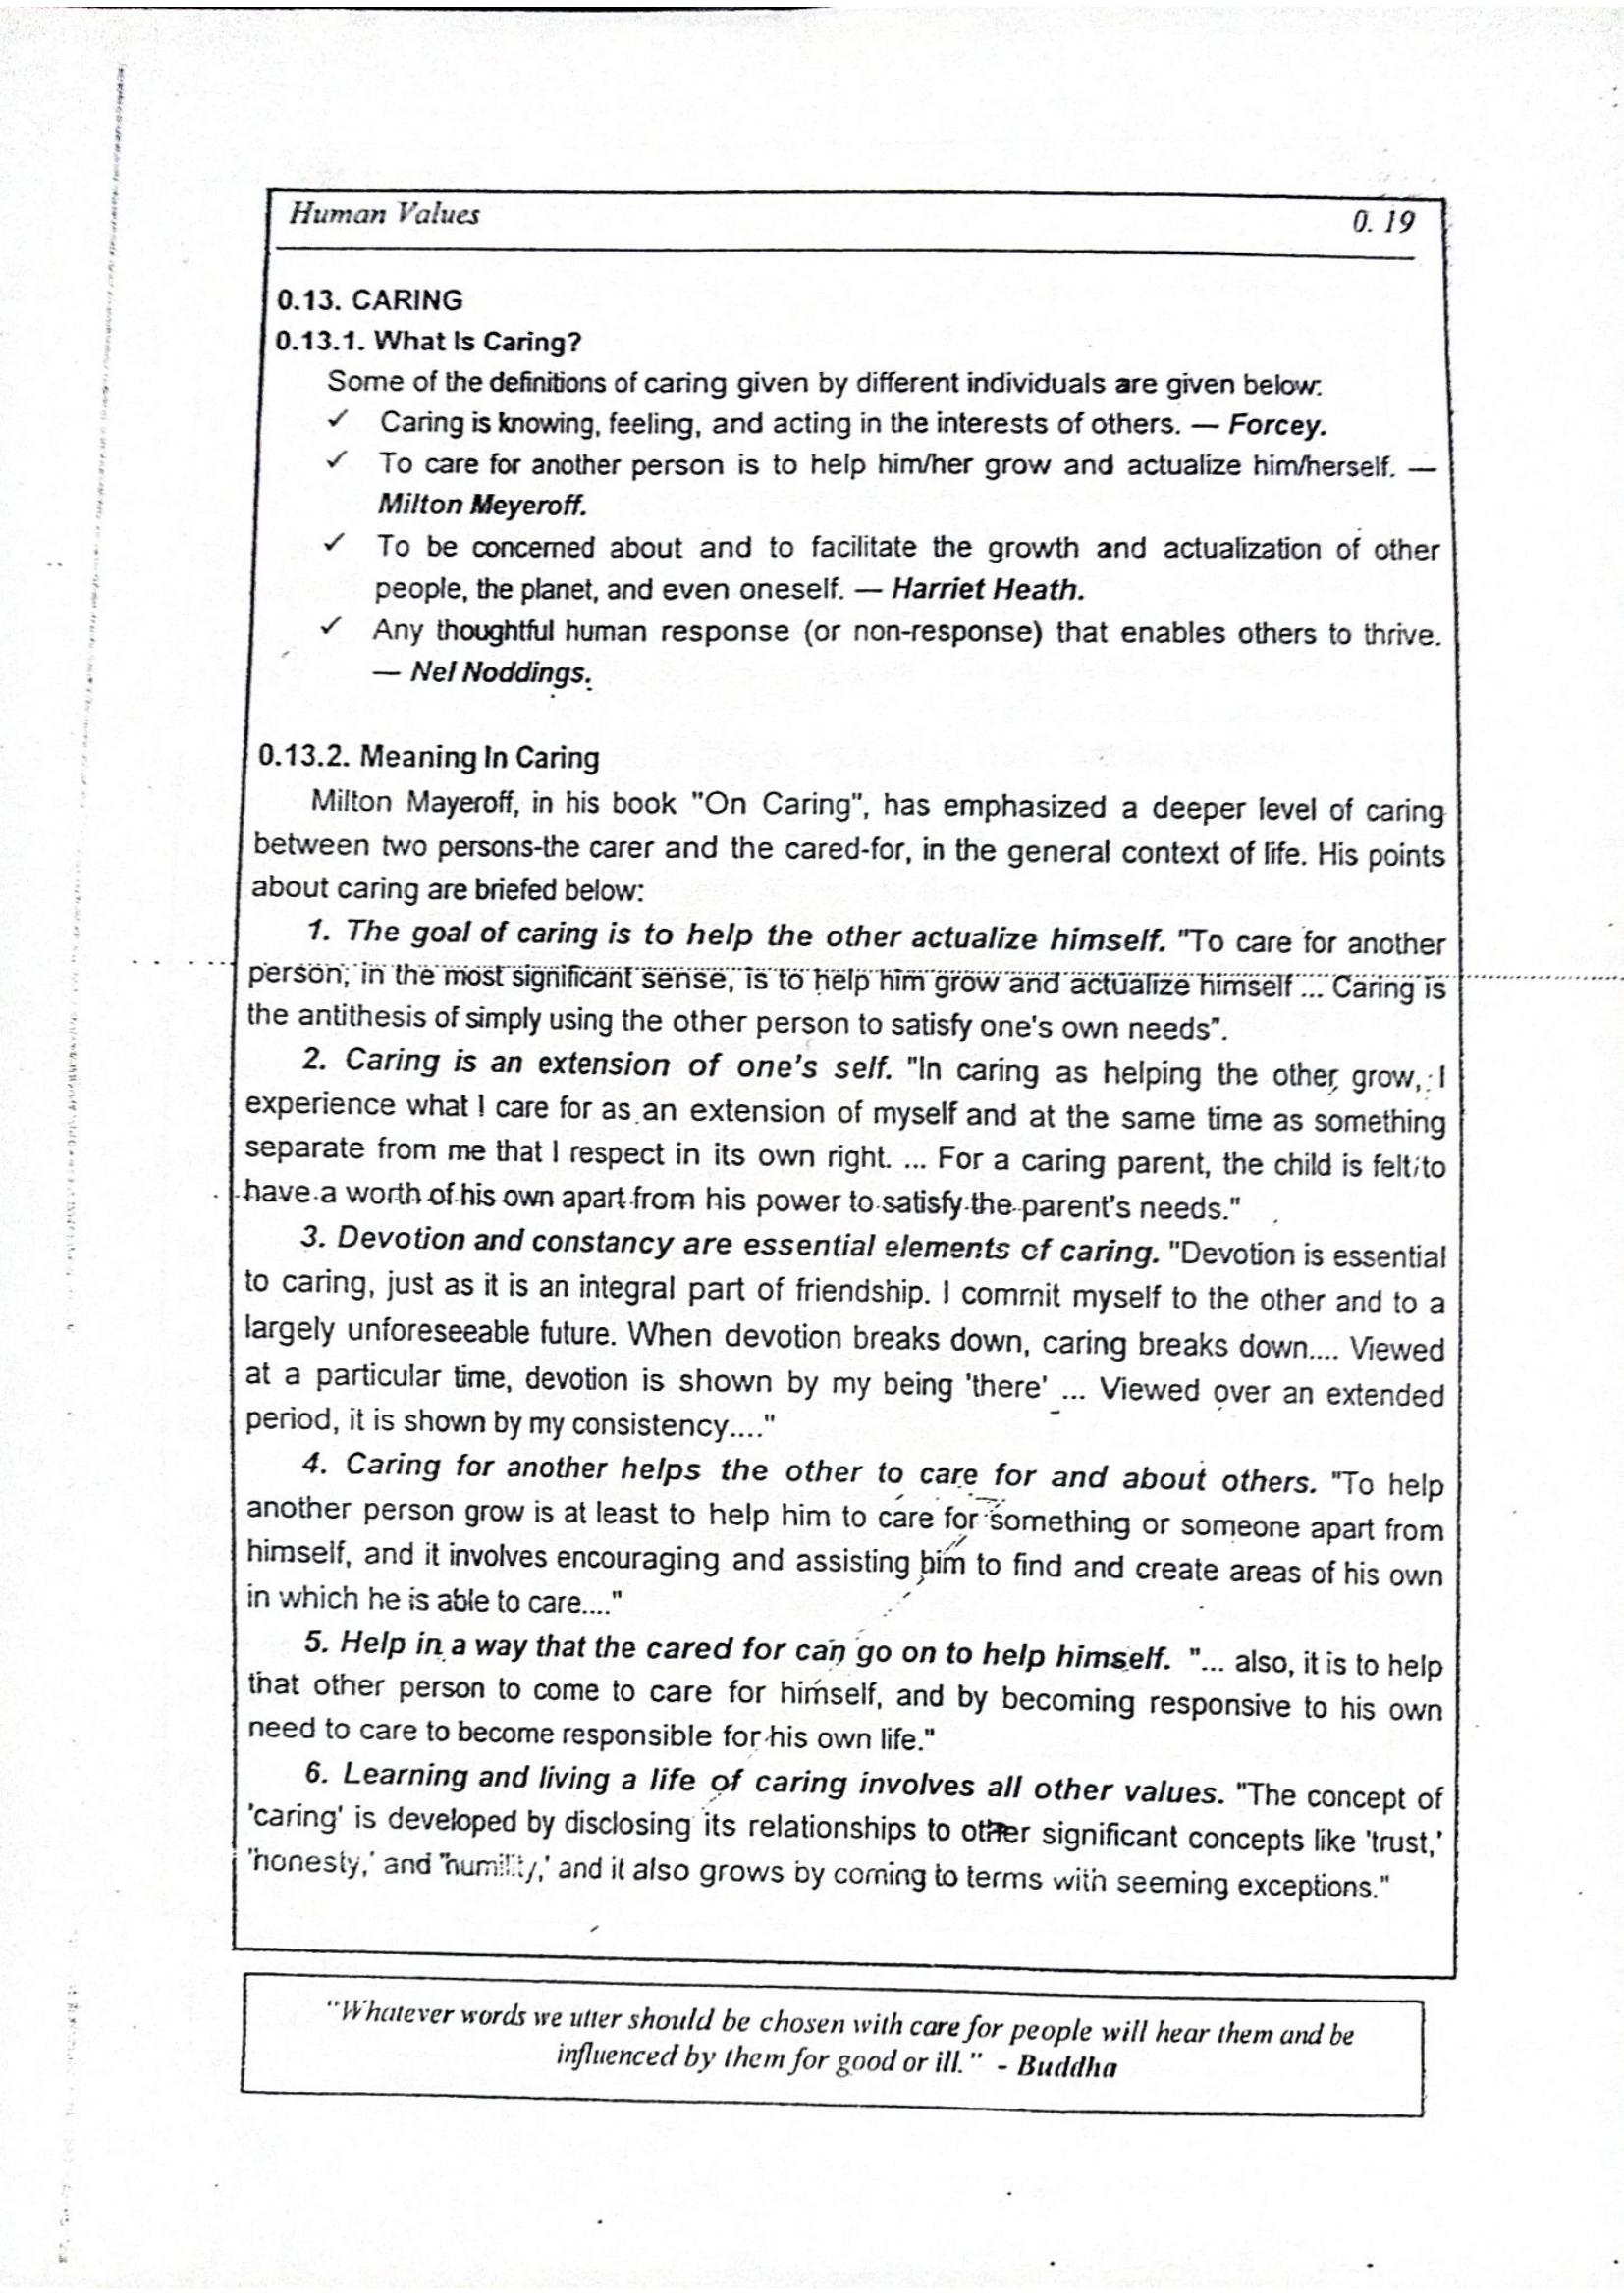 Human Values 0. 19
0.13. CARING
0.13.1. What Is Caring?
Some of the definitions of caring given by different individuals are given below:
✓ Caring is knowing, feeling, and acting in the interests of others. — Forcey.
✓ To care for another person is to help him/her grow and actualize him/herself. —
Milton Meyeroff.
✓ To be concerned about and to facilitate the growth and actualization of other
people, the planet, and even oneself. — Harriet Heath.
✓ Any thoughtful human response (or non-response) that enables others to thrive.
— Nel Noddings.
0.13.2. Meaning In Caring
Milton Mayeroff, in his book "On Caring", has emphasized a deeper level of caring
between two persons-the carer and the cared-for, in the general context of life. His points
about caring are briefed below:
1. The goal of caring is to help the other actualize himself. "To care for another
person, in the most significant sense, is to help him grow and actualize himself ... Caring is
the antithesis of simply using the other person to satisfy one's own needs".
2. Caring is an extension of one's self. "In caring as helping the other grow, I
experience what I care for as an extension of myself and at the same time as something
separate from me that I respect in its own right. ... For a caring parent, the child is felt to
have a worth of his own apart from his power to satisfy the parent's needs."
3. Devotion and constancy are essential elements of caring. "Devotion is essential
to caring, just as it is an integral part of friendship. I commit myself to the other and to a
largely unforeseeable future. When devotion breaks down, caring breaks down.... Viewed
at a particular time, devotion is shown by my being 'there' ... Viewed over an extended
period, it is shown by my consistency...."
4. Caring for another helps the other to care for and about others. "To help
another person grow is at least to help him to care for something or someone apart from
himself, and it involves encouraging and assisting him to find and create areas of his own
in which he is able to care...."
5. Help in a way that the cared for can go on to help himself. "... also, it is to help
that other person to come to care for himself, and by becoming responsive to his own
need to care to become responsible for his own life."
6. Learning and living a life of caring involves all other values. "The concept of
'caring' is developed by disclosing its relationships to other significant concepts like 'trust,'
'honesty,' and 'humility,' and it also grows by coming to terms with seeming exceptions."
"Whatever words we utter should be chosen with care for people will hear them and be
influenced by them for good or ill." - Buddha